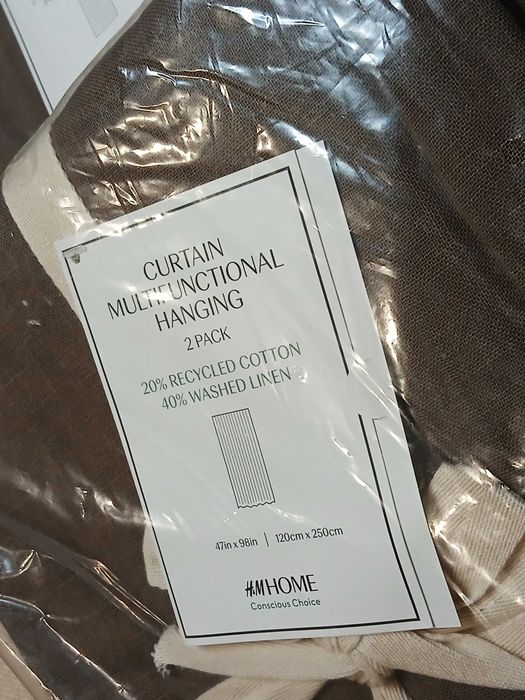 CURTAIN
MULTIFUNCTIONAL
HANGING
2 PACK
20% RECYCLED COTTON
40% WASHED LINEN
47in x 98in | 120cm x 250cm
H&M HOME
Conscious Choice